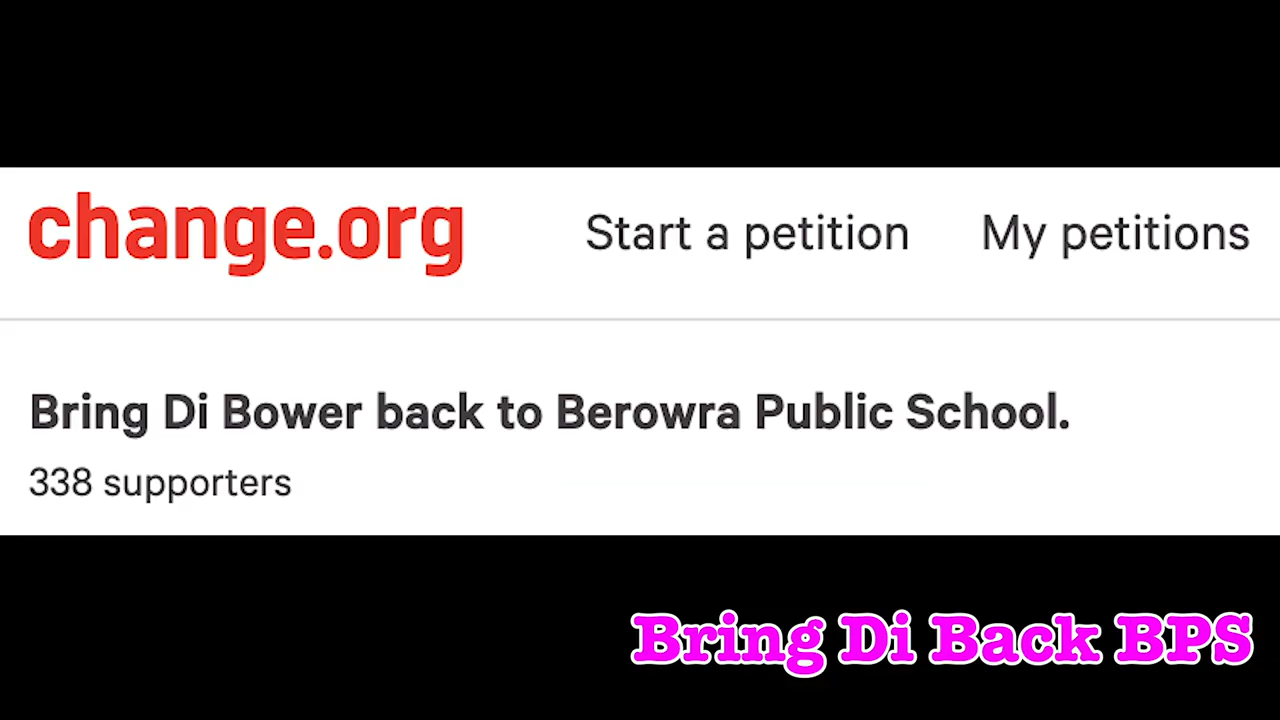 change.org Start a petition My petitions
Bring Di Bower back to Berowra Public School.
338 supporters
Bring Di Back BPS